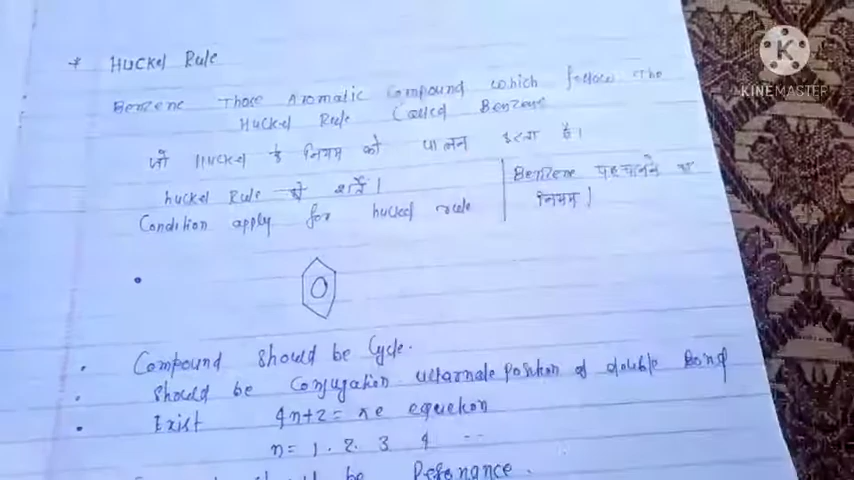 * Huckel Rule
Benzene Those Aromatic Compound which follow The
Huckel Rule Called Benzene
जो Huckel के नियम को पालन करता है।
huckel Rule की शर्तें।
Benzene पहचानने का
नियम।
Condition apply for huckel rule
Compound should be Cycle.
should be Conjugation position of double Bond
Exist 4n+2 = πe equetion
n = 1. 2. 3 4 --
be Resonance.
K
KINEMASTER